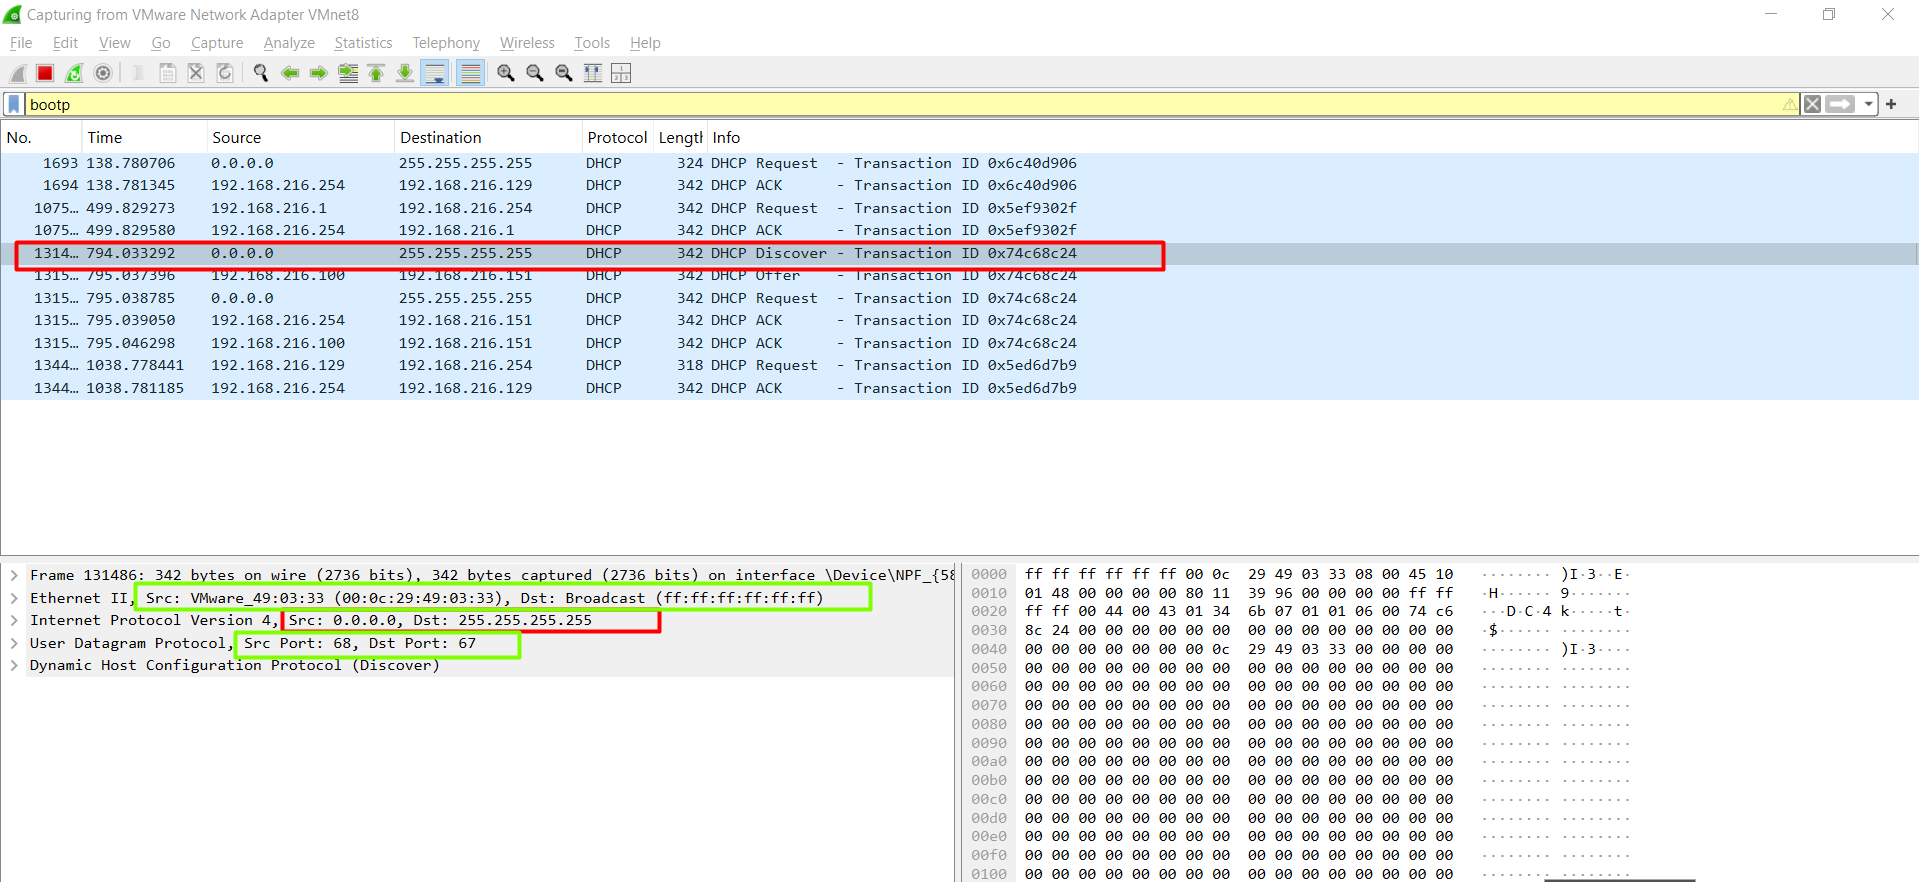 Capturing from VMware Network Adapter VMnet8
File Edit View Go Capture Analyze Statistics Telephony Wireless Tools Help
bootp
No. Time Source Destination Protocol Length Info
1693 138.780706 0.0.0.0 255.255.255.255 DHCP 324 DHCP Request - Transaction ID 0x6c40d906
1694 138.781345 192.168.216.254 192.168.216.129 DHCP 342 DHCP ACK - Transaction ID 0x6c40d906
1075… 499.829273 192.168.216.1 192.168.216.254 DHCP 342 DHCP Request - Transaction ID 0x5ef9302f
1075… 499.829580 192.168.216.254 192.168.216.1 DHCP 342 DHCP ACK - Transaction ID 0x5ef9302f
1314… 794.033292 0.0.0.0 255.255.255.255 DHCP 342 DHCP Discover - Transaction ID 0x74c68c24
1315… 795.037396 192.168.216.100 192.168.216.151 DHCP 342 DHCP Offer - Transaction ID 0x74c68c24
1315… 795.038785 0.0.0.0 255.255.255.255 DHCP 342 DHCP Request - Transaction ID 0x74c68c24
1315… 795.039050 192.168.216.254 192.168.216.151 DHCP 342 DHCP ACK - Transaction ID 0x74c68c24
1315… 795.046298 192.168.216.100 192.168.216.151 DHCP 342 DHCP ACK - Transaction ID 0x74c68c24
1344… 1038.778441 192.168.216.129 192.168.216.254 DHCP 318 DHCP Request - Transaction ID 0x5ed6d7b9
1344… 1038.781185 192.168.216.254 192.168.216.129 DHCP 342 DHCP ACK - Transaction ID 0x5ed6d7b9
Frame 131486: 342 bytes on wire (2736 bits), 342 bytes captured (2736 bits) on interface \Device\NPF_{58
Ethernet II, Src: VMware_49:03:33 (00:0c:29:49:03:33), Dst: Broadcast (ff:ff:ff:ff:ff:ff)
Internet Protocol Version 4, Src: 0.0.0.0, Dst: 255.255.255.255
User Datagram Protocol, Src Port: 68, Dst Port: 67
Dynamic Host Configuration Protocol (Discover)
0000 ff ff ff ff ff ff 00 0c 29 49 03 33 08 00 45 10 ········ )I·3··E·
0010 01 48 00 00 00 00 80 11 39 96 00 00 00 00 ff ff ·H······ 9·······
0020 ff ff 00 44 00 43 01 34 6b 07 01 01 06 00 74 c6 ···D·C·4 k·····t·
0030 8c 24 00 00 00 00 00 00 00 00 00 00 00 00 00 00 ·$······ ········
0040 00 00 00 00 00 00 00 0c 29 49 03 33 00 00 00 00 ········ )I·3····
0050 00 00 00 00 00 00 00 00 00 00 00 00 00 00 00 00 ········ ········
0060 00 00 00 00 00 00 00 00 00 00 00 00 00 00 00 00 ········ ········
0070 00 00 00 00 00 00 00 00 00 00 00 00 00 00 00 00 ········ ········
0080 00 00 00 00 00 00 00 00 00 00 00 00 00 00 00 00 ········ ········
0090 00 00 00 00 00 00 00 00 00 00 00 00 00 00 00 00 ········ ········
00a0 00 00 00 00 00 00 00 00 00 00 00 00 00 00 00 00 ········ ········
00b0 00 00 00 00 00 00 00 00 00 00 00 00 00 00 00 00 ········ ········
00c0 00 00 00 00 00 00 00 00 00 00 00 00 00 00 00 00 ········ ········
00d0 00 00 00 00 00 00 00 00 00 00 00 00 00 00 00 00 ········ ········
00e0 00 00 00 00 00 00 00 00 00 00 00 00 00 00 00 00 ········ ········
00f0 00 00 00 00 00 00 00 00 00 00 00 00 00 00 00 00 ········ ········
0100 00 00 00 00 00 00 00 00 00 00 00 00 00 00 00 00 ········ ········